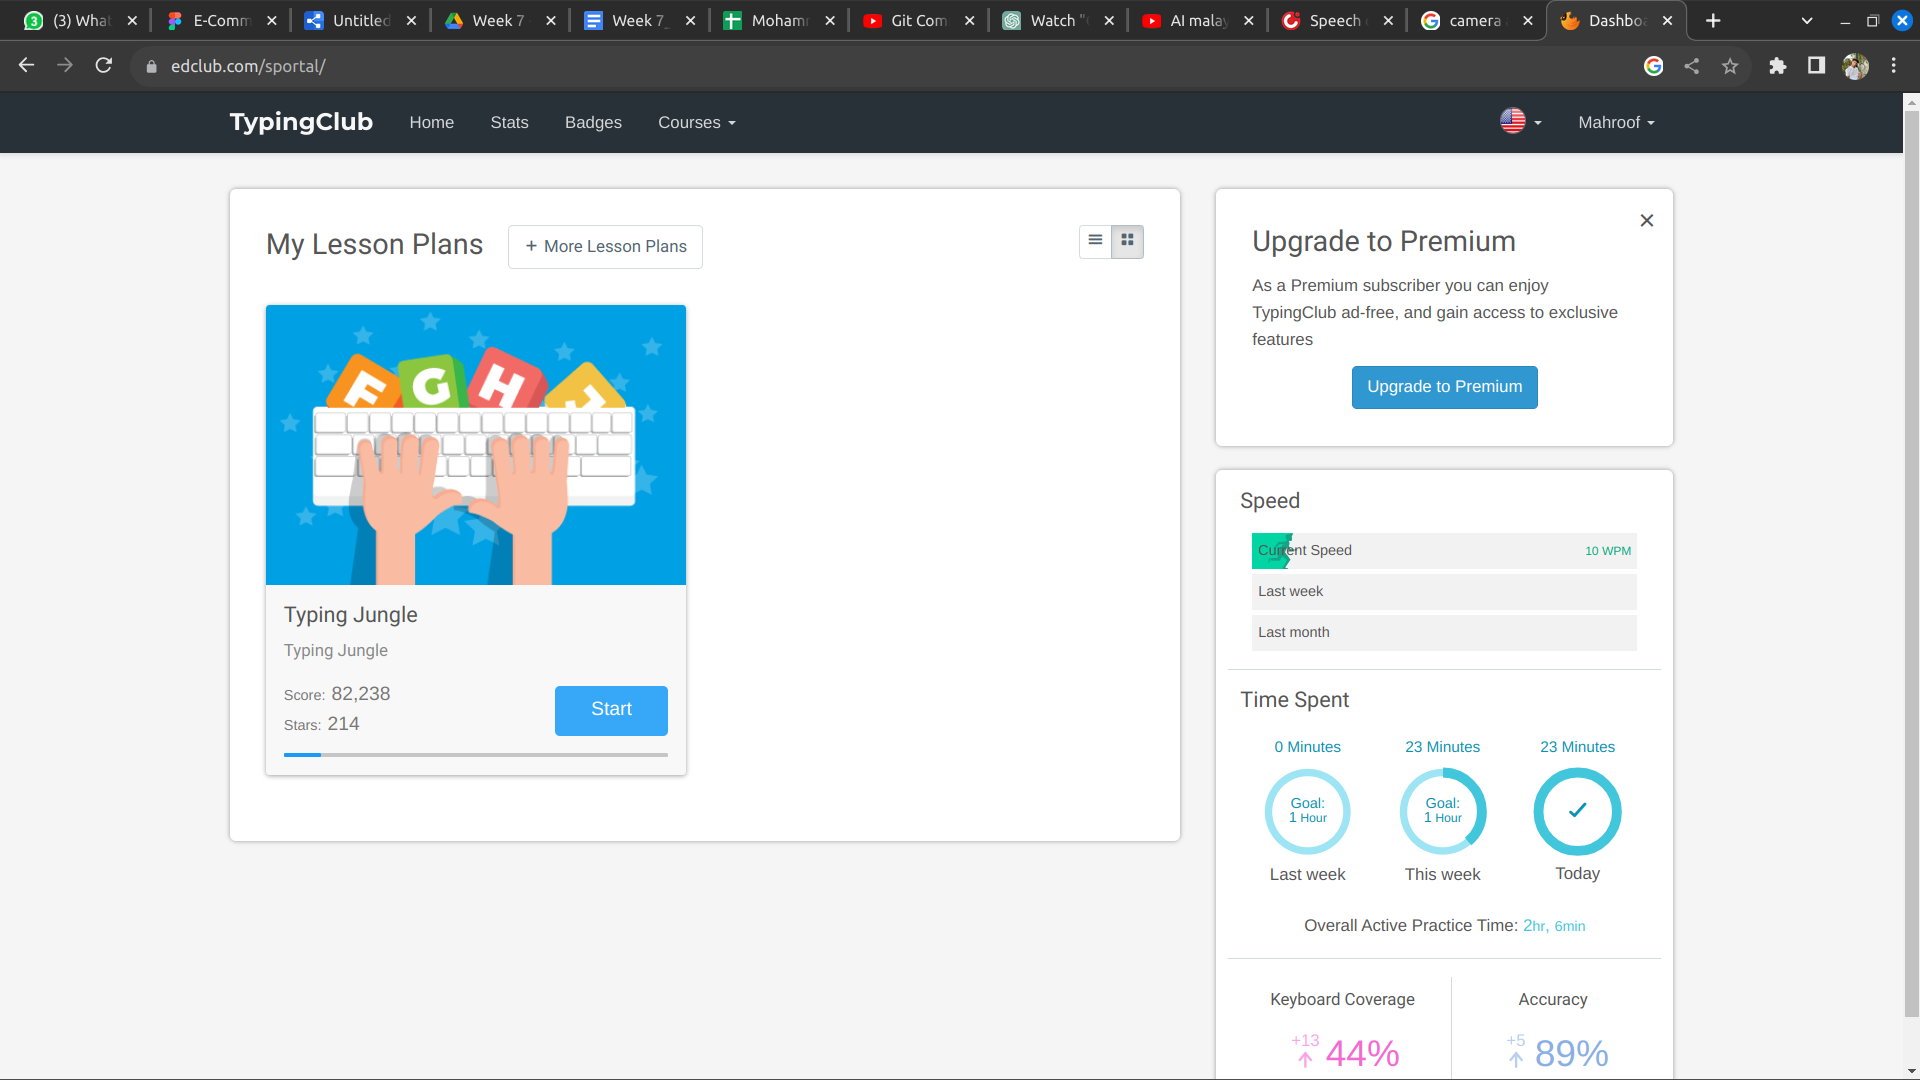 (3) What
E-Comm
Untitled
Week 7
Week 7_
Mohamm
Git Com
Watch "
AI malay
Speech
camera
Dashboa
edclub.com/sportal/
TypingClub
Home
Stats
Badges
Courses
Mahroof
My Lesson Plans
+ More Lesson Plans
F G H
Typing Jungle
Typing Jungle
Score: 82,238
Stars: 214
Start
Upgrade to Premium
As a Premium subscriber you can enjoy
TypingClub ad-free, and gain access to exclusive
features
Upgrade to Premium
Speed
Current Speed 10 WPM
Last week
Last month
Time Spent
0 Minutes 23 Minutes 23 Minutes
Goal: Goal:
1 Hour 1 Hour
Last week This week Today
Overall Active Practice Time: 2hr, 6min
Keyboard Coverage Accuracy
+13 44% +5 89%